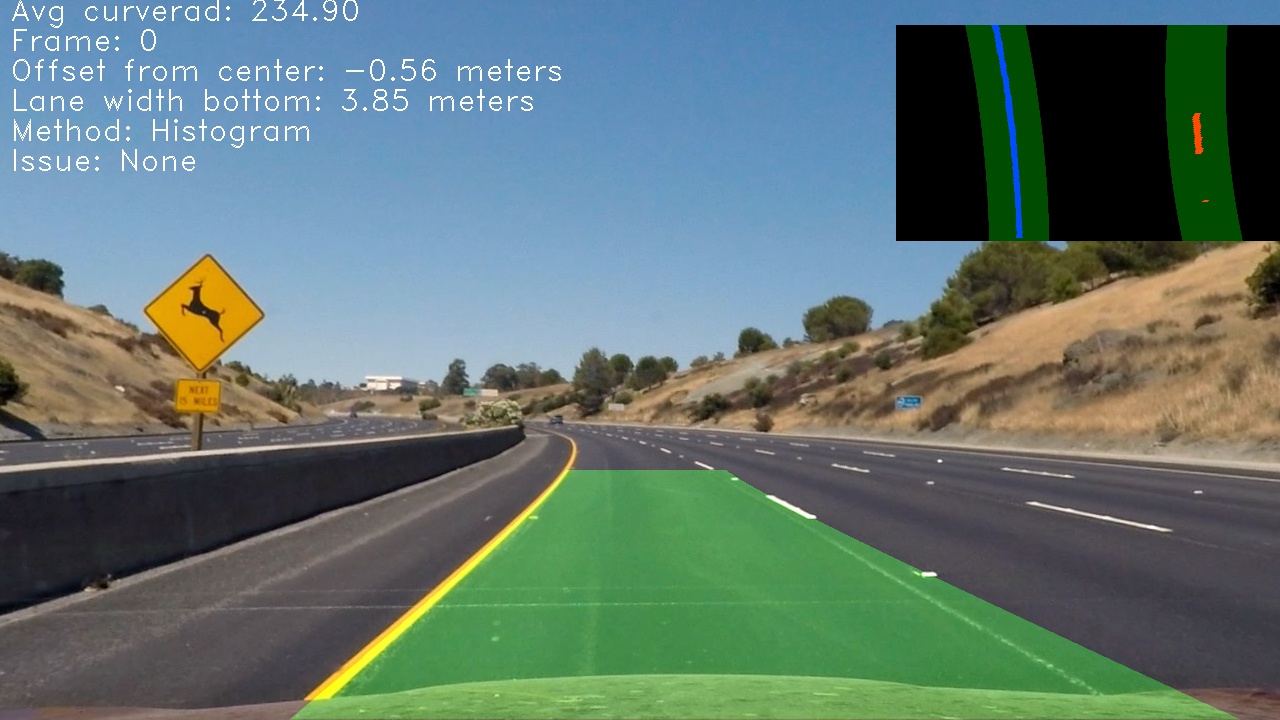 Avg curverad: 234.90
Frame: 0
Offset from center: −0.56 meters
Lane width bottom: 3.85 meters
Method: Histogram
Issue: None
NEXT
15 MILES